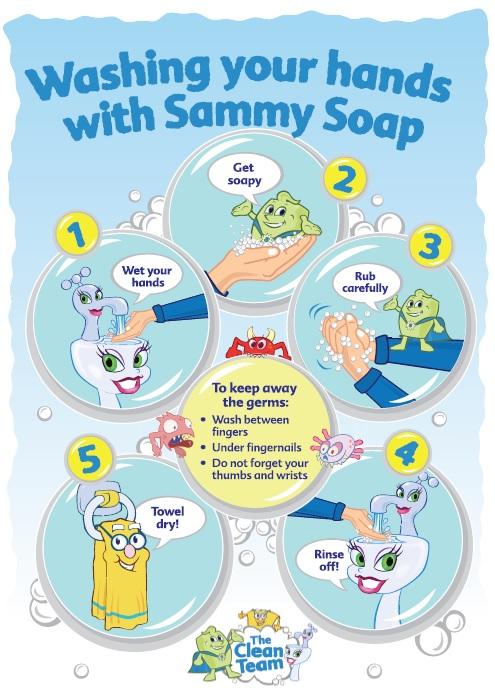 Washing your hands
with Sammy Soap
1
Wet your
hands
2
Get
soapy
3
Rub
carefully
4
Rinse
off!
5
Towel
dry!
To keep away
the germs:
• Wash between
fingers
• Under fingernails
• Do not forget your
thumbs and wrists
The
Clean
Team